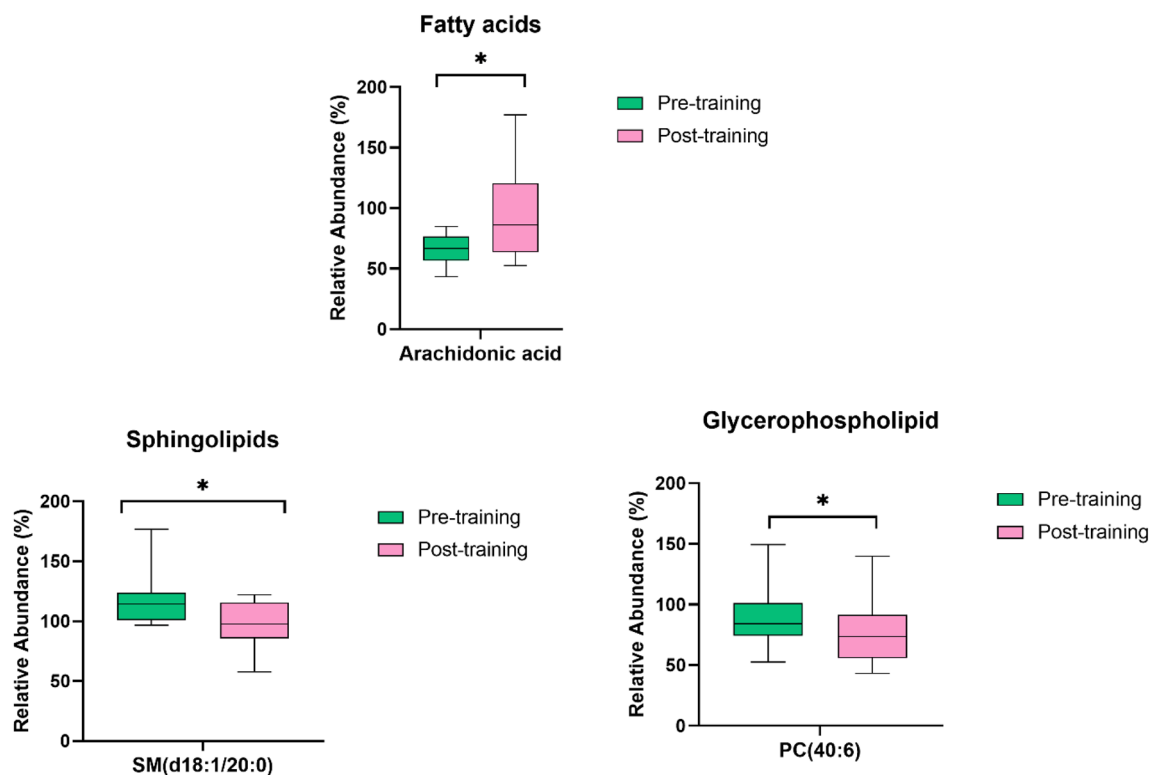 Fatty acids
*
Relative Abundance (%)
200
150
100
50
0
Arachidonic acid
Pre-training
Post-training
Sphingolipids
*
Relative Abundance (%)
200
150
100
50
0
SM(d18:1/20:0)
Pre-training
Post-training
Glycerophospholipid
*
Relative Abundance (%)
200
150
100
50
0
PC(40:6)
Pre-training
Post-training